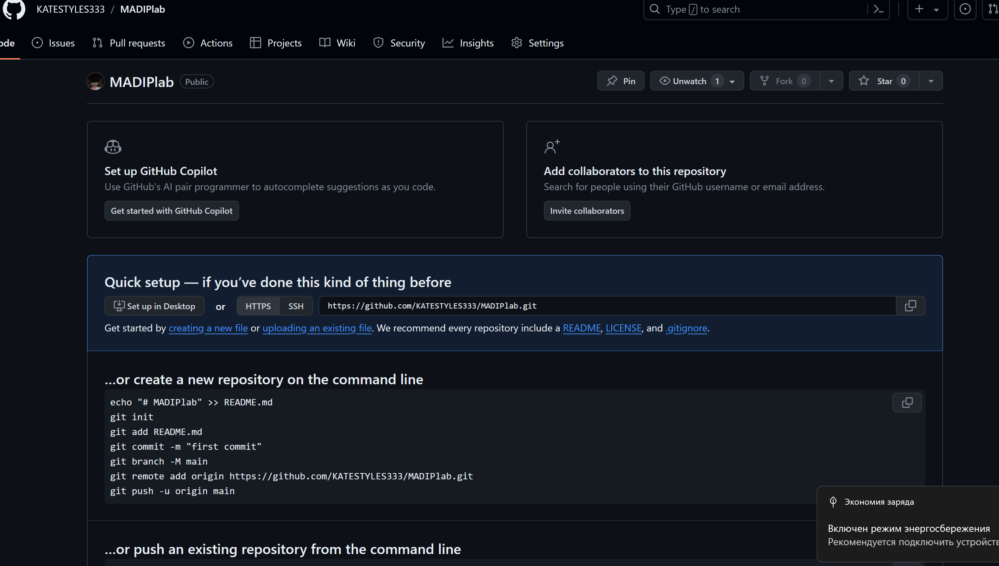 KATESTYLES333 / MADIPlab
Type / to search
ode Issues Pull requests Actions Projects Wiki Security Insights Settings
MADIPlab Public
Pin Unwatch 1 Fork 0 Star 0
Set up GitHub Copilot
Use GitHub's AI pair programmer to autocomplete suggestions as you code.
Get started with GitHub Copilot
Add collaborators to this repository
Search for people using their GitHub username or email address.
Invite collaborators
Quick setup — if you’ve done this kind of thing before
Set up in Desktop or HTTPS SSH https://github.com/KATESTYLES333/MADIPlab.git
Get started by creating a new file or uploading an existing file. We recommend every repository include a README, LICENSE, and .gitignore.
…or create a new repository on the command line
echo "# MADIPlab" >> README.md
git init
git add README.md
git commit -m "first commit"
git branch -M main
git remote add origin https://github.com/KATESTYLES333/MADIPlab.git
git push -u origin main
…or push an existing repository from the command line
Экономия заряда
Включен режим энергосбережения
Рекомендуется подключить устройств